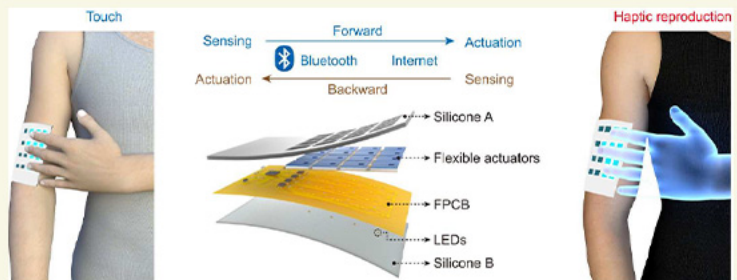 Touch
Haptic reproduction
Sensing Forward Actuation
Bluetooth Internet
Actuation Backward Sensing
Silicone A
Flexible actuators
FPCB
LEDs
Silicone B